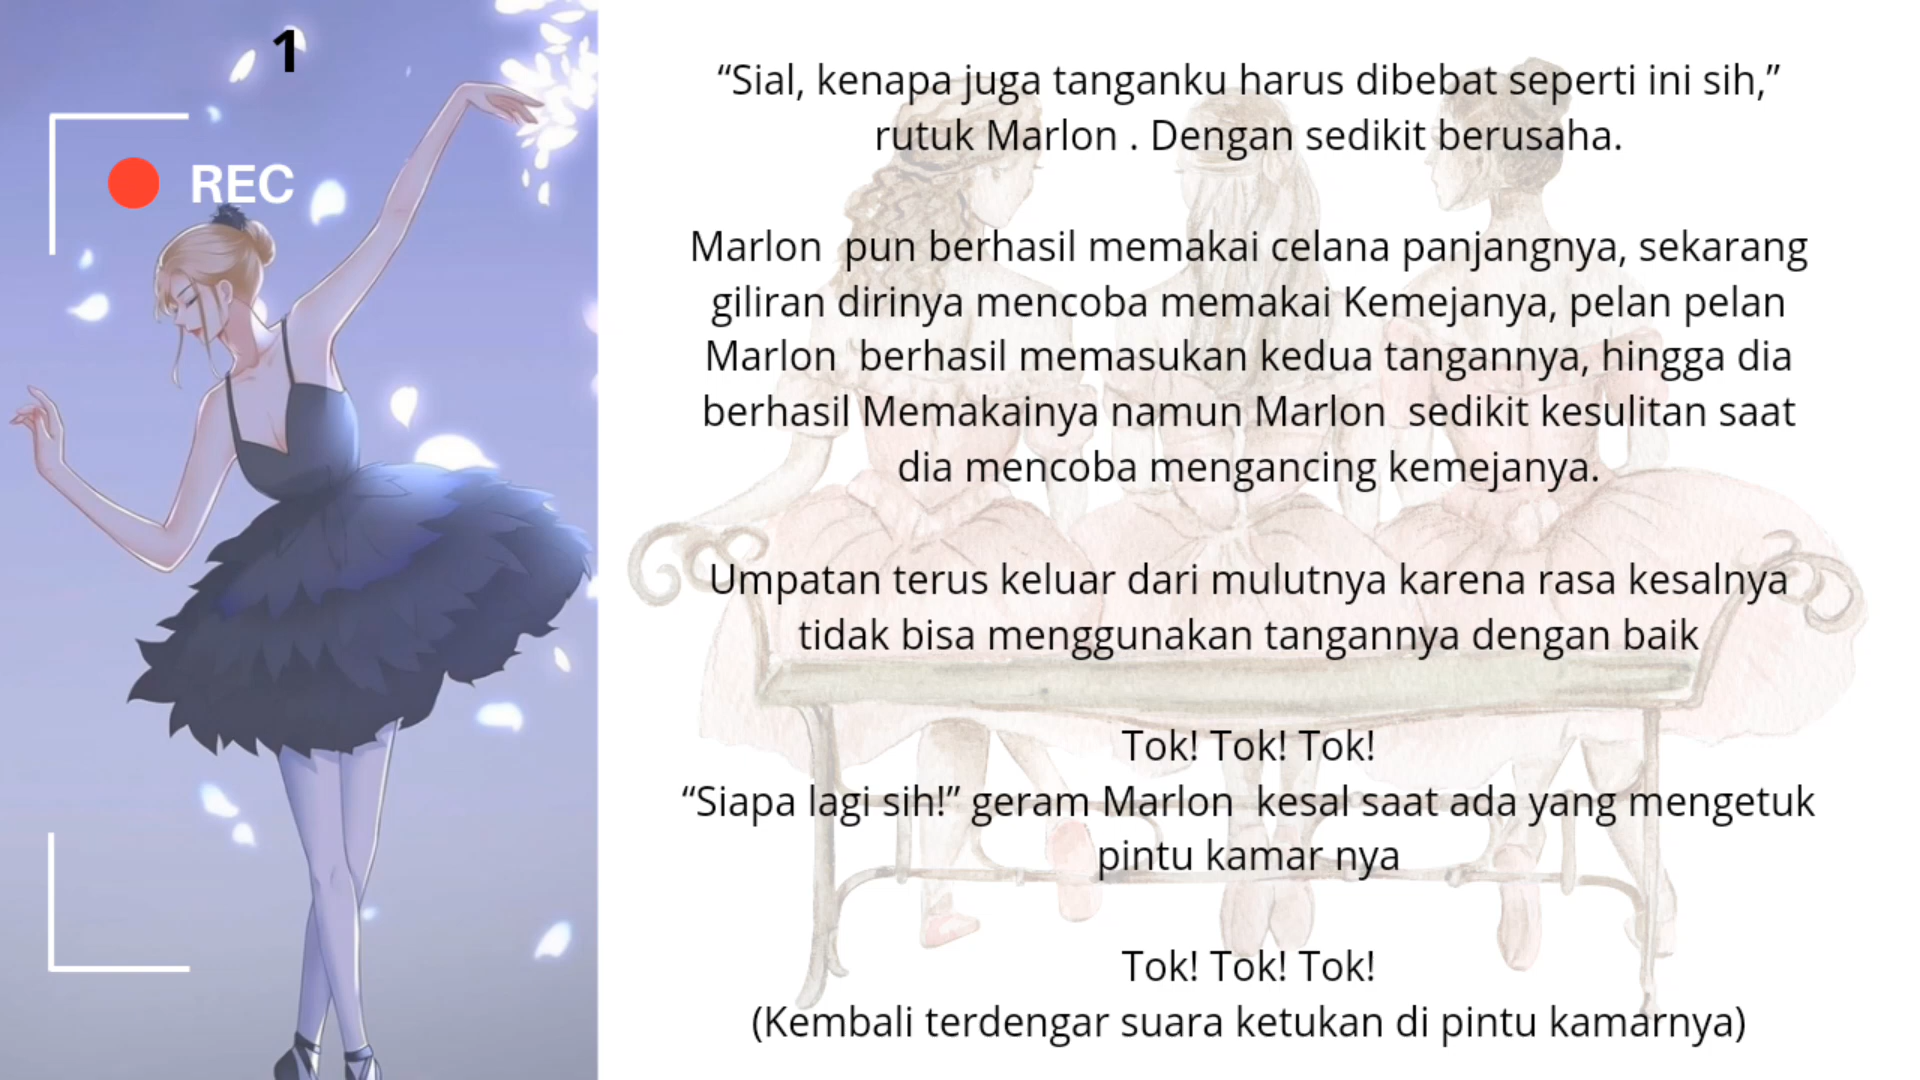 1
REC
“Sial, kenapa juga tanganku harus dibebat seperti ini sih,”
rutuk Marlon . Dengan sedikit berusaha.
Marlon  pun berhasil memakai celana panjangnya, sekarang
giliran dirinya mencoba memakai Kemejanya, pelan pelan
Marlon  berhasil memasukan kedua tangannya, hingga dia
berhasil Memakainya namun Marlon  sedikit kesulitan saat
dia mencoba mengancing kemejanya.
Umpatan terus keluar dari mulutnya karena rasa kesalnya
tidak bisa menggunakan tangannya dengan baik
Tok! Tok! Tok!
“Siapa lagi sih!” geram Marlon  kesal saat ada yang mengetuk
pintu kamar nya
Tok! Tok! Tok!
(Kembali terdengar suara ketukan di pintu kamarnya)